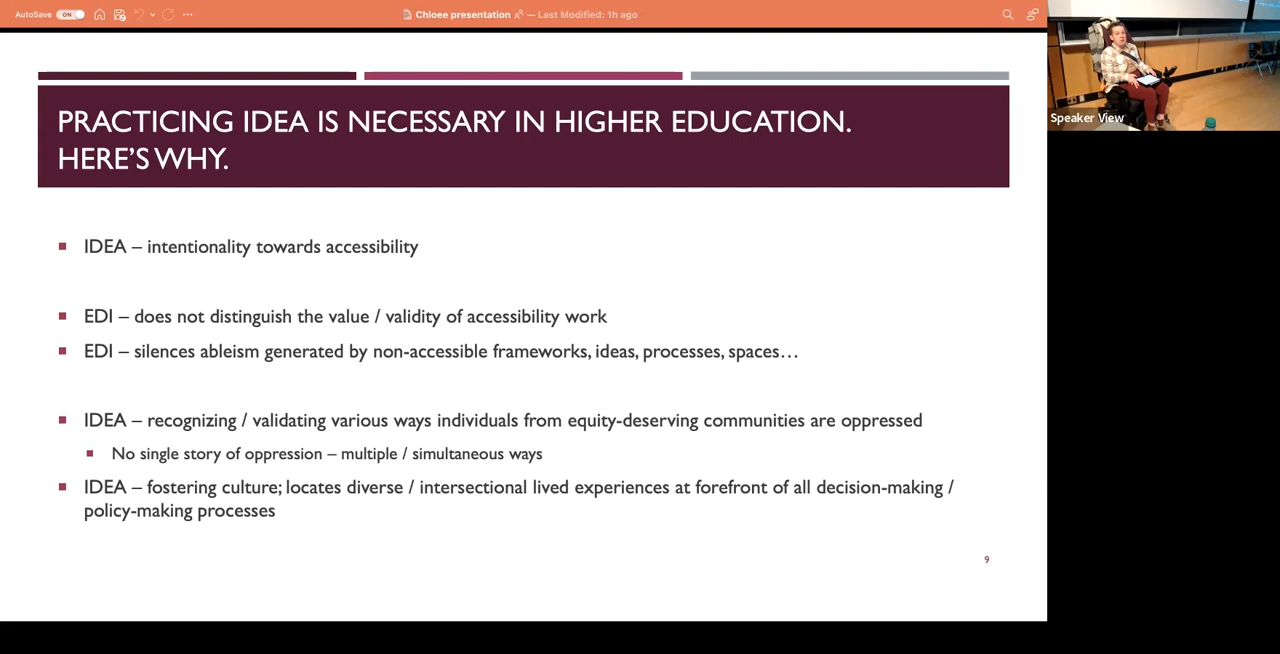 AutoSave ON
Chloee presentation — Last Modified: 1h ago
Speaker View
PRACTICING IDEA IS NECESSARY IN HIGHER EDUCATION.
HERE’S WHY.
IDEA – intentionality towards accessibility
EDI – does not distinguish the value / validity of accessibility work
EDI – silences ableism generated by non-accessible frameworks, ideas, processes, spaces…
IDEA – recognizing / validating various ways individuals from equity-deserving communities are oppressed
No single story of oppression – multiple / simultaneous ways
IDEA – fostering culture; locates diverse / intersectional lived experiences at forefront of all decision-making /
policy-making processes
9